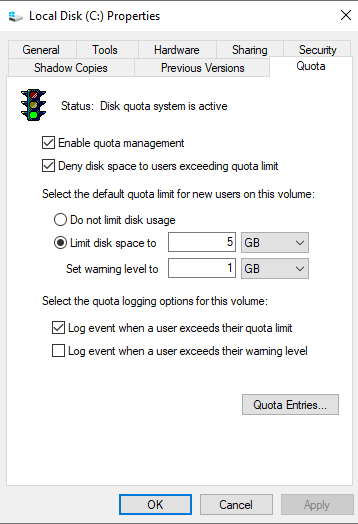 Local Disk (C:) Properties
General Tools Hardware Sharing Security
Shadow Copies Previous Versions Quota
Status: Disk quota system is active
Enable quota management
Deny disk space to users exceeding quota limit
Select the default quota limit for new users on this volume:
Do not limit disk usage
Limit disk space to 5 GB
Set warning level to 1 GB
Select the quota logging options for this volume:
Log event when a user exceeds their quota limit
Log event when a user exceeds their warning level
Quota Entries...
OK Cancel Apply